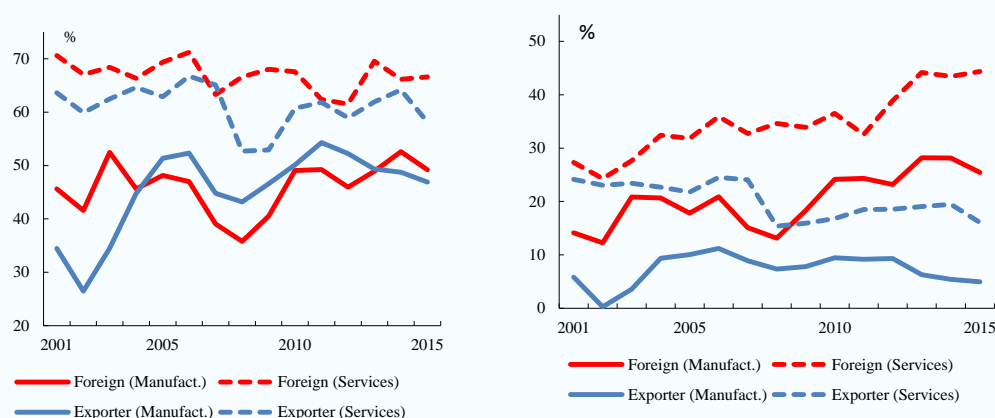 %
70
60
50
40
30
20
2001 2005 2010 2015
Foreign (Manufact.) Foreign (Services)
Exporter (Manufact.) Exporter (Services)
%
50
40
30
20
10
0
2001 2005 2010 2015
Foreign (Manufact.) Foreign (Services)
Exporter (Manufact.) Exporter (Services)